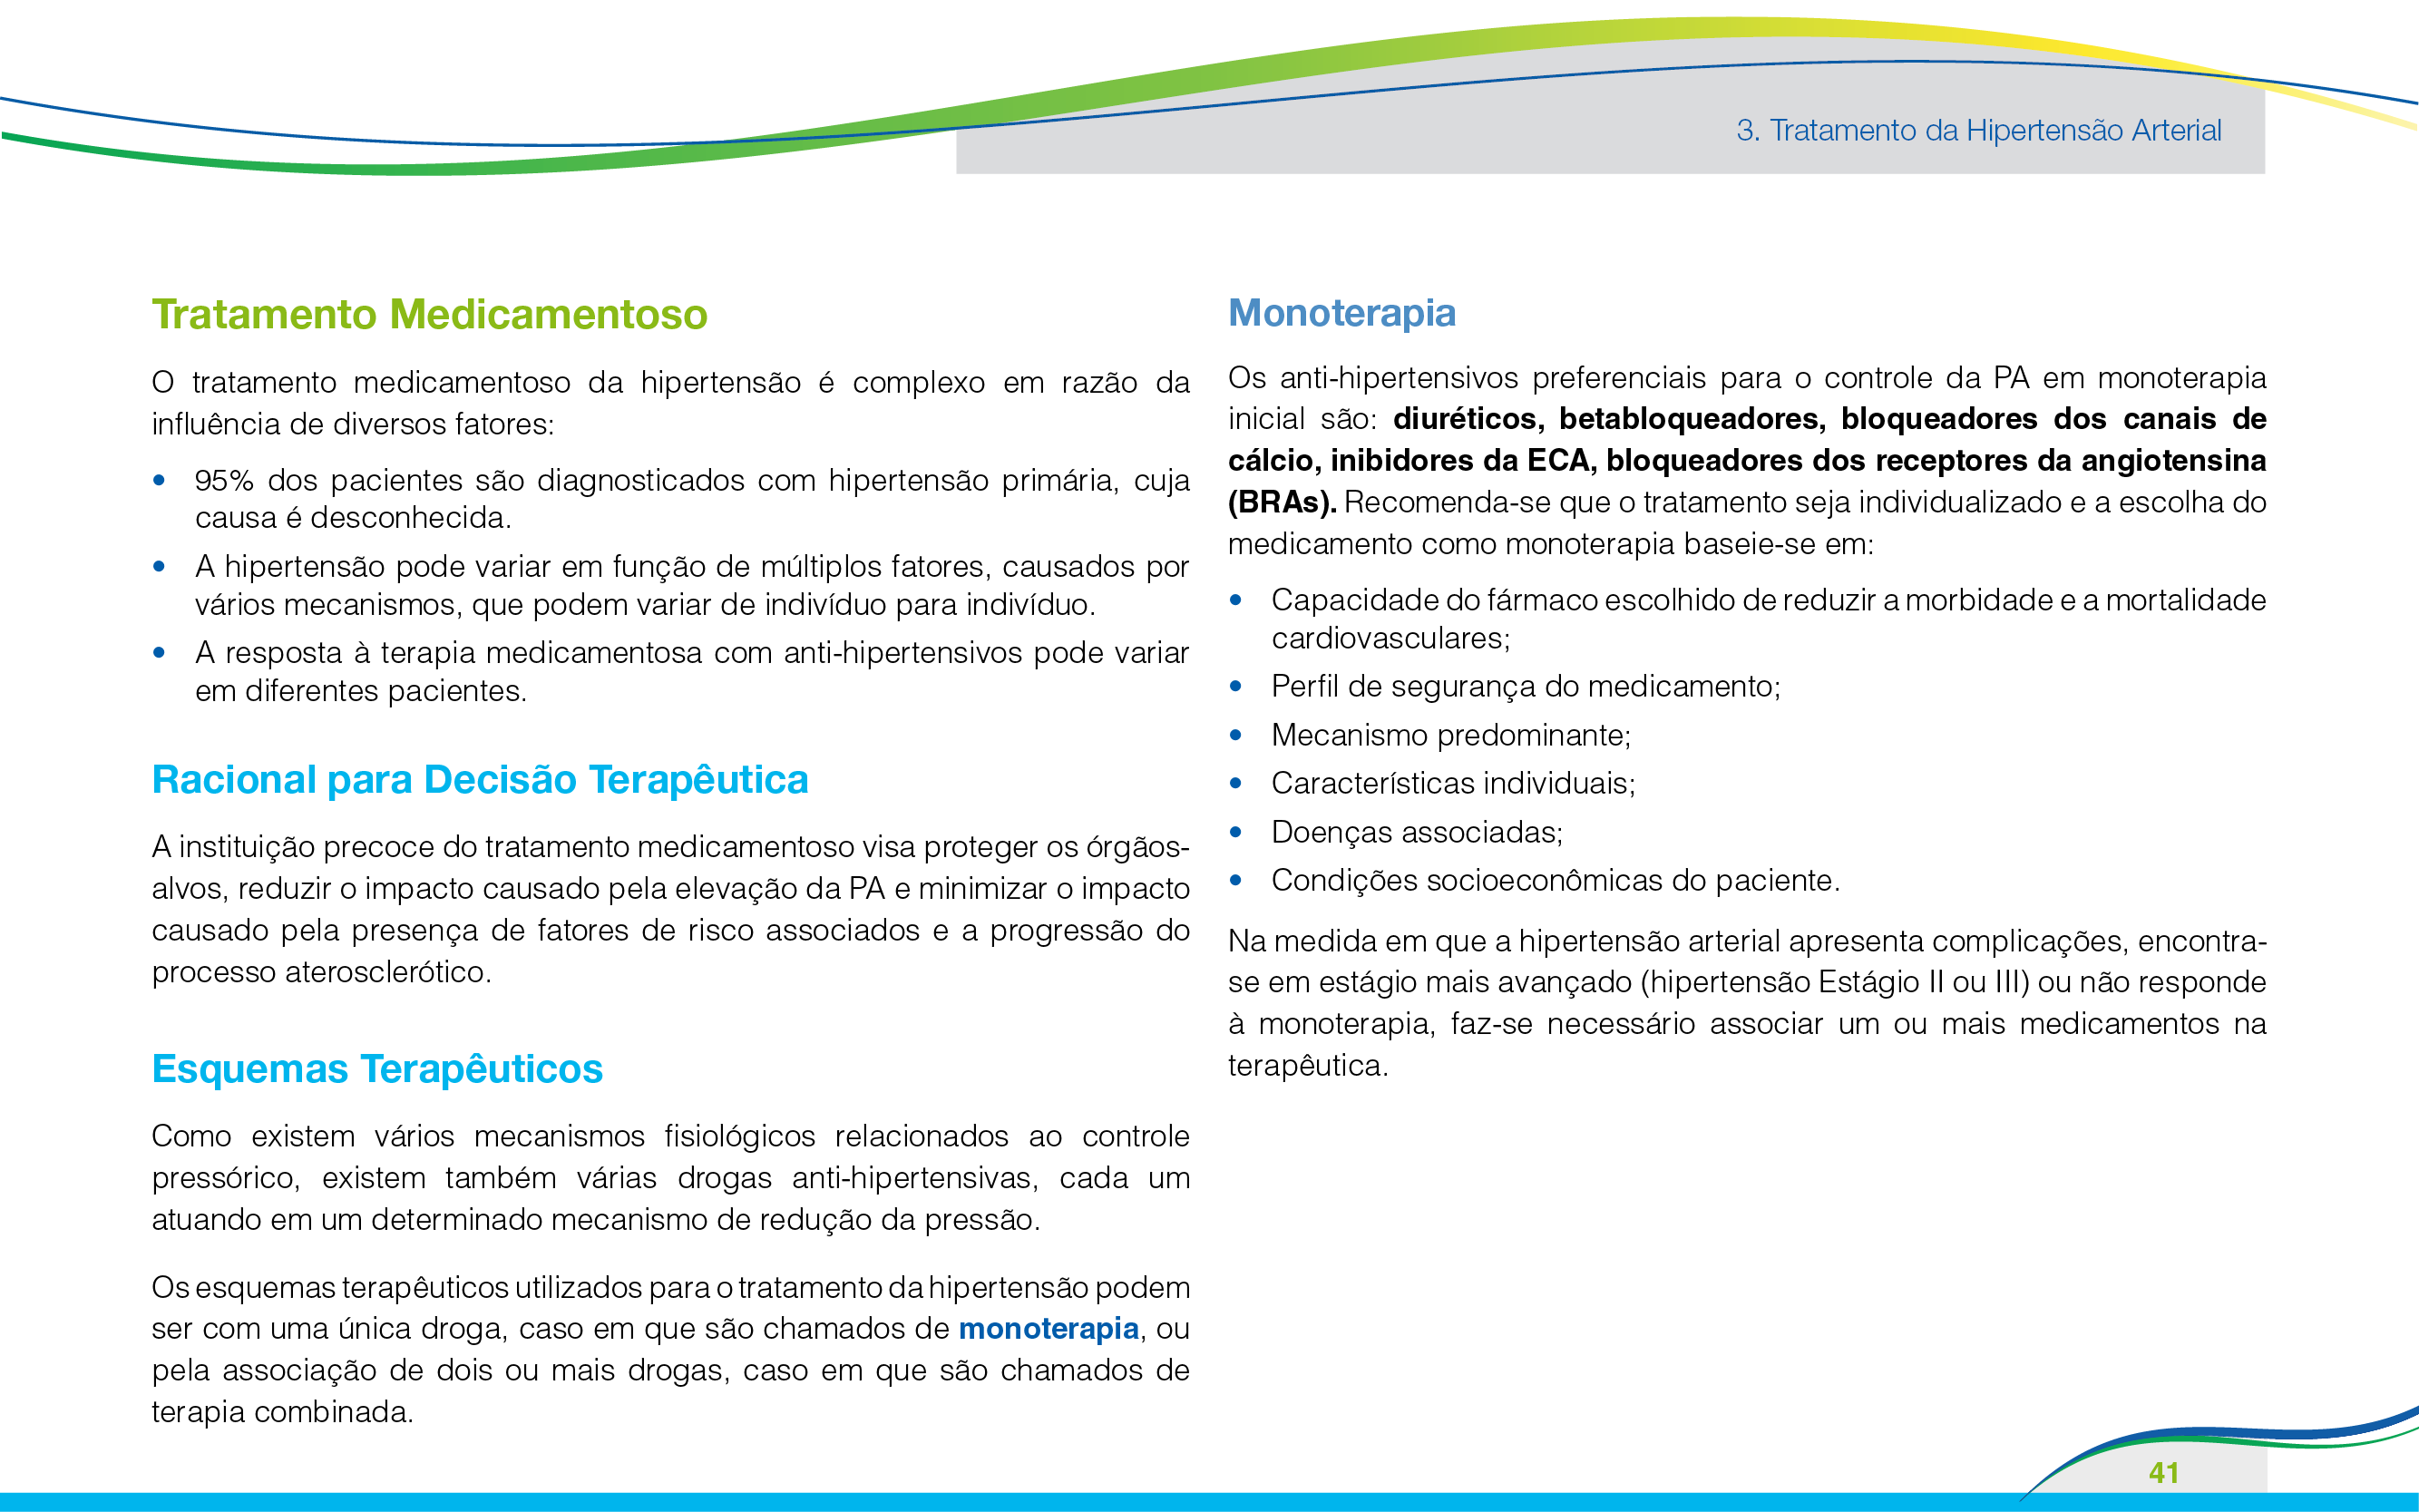 3. Tratamento da Hipertensão Arterial
Tratamento Medicamentoso
O tratamento medicamentoso da hipertensão é complexo em razão da
influência de diversos fatores:
• 95% dos pacientes são diagnosticados com hipertensão primária, cuja
causa é desconhecida.
• A hipertensão pode variar em função de múltiplos fatores, causados por
vários mecanismos, que podem variar de indivíduo para indivíduo.
• A resposta à terapia medicamentosa com anti-hipertensivos pode variar
em diferentes pacientes.
Racional para Decisão Terapêutica
A instituição precoce do tratamento medicamentoso visa proteger os órgãos-
alvos, reduzir o impacto causado pela elevação da PA e minimizar o impacto
causado pela presença de fatores de risco associados e a progressão do
processo aterosclerótico.
Esquemas Terapêuticos
Como existem vários mecanismos fisiológicos relacionados ao controle
pressórico, existem também várias drogas anti-hipertensivas, cada um
atuando em um determinado mecanismo de redução da pressão.
Os esquemas terapêuticos utilizados para o tratamento da hipertensão podem
ser com uma única droga, caso em que são chamados de monoterapia, ou
pela associação de dois ou mais drogas, caso em que são chamados de
terapia combinada.
Monoterapia
Os anti-hipertensivos preferenciais para o controle da PA em monoterapia
inicial são: diuréticos, betabloqueadores, bloqueadores dos canais de
cálcio, inibidores da ECA, bloqueadores dos receptores da angiotensina
(BRAs). Recomenda-se que o tratamento seja individualizado e a escolha do
medicamento como monoterapia baseie-se em:
• Capacidade do fármaco escolhido de reduzir a morbidade e a mortalidade
cardiovasculares;
• Perfil de segurança do medicamento;
• Mecanismo predominante;
• Características individuais;
• Doenças associadas;
• Condições socioeconômicas do paciente.
Na medida em que a hipertensão arterial apresenta complicações, encontra-
se em estágio mais avançado (hipertensão Estágio II ou III) ou não responde
à monoterapia, faz-se necessário associar um ou mais medicamentos na
terapêutica.
41